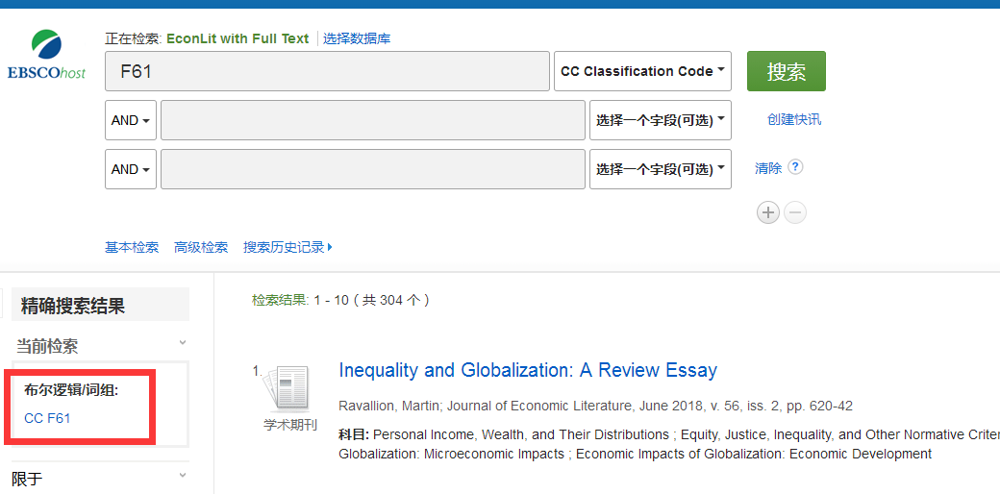 正在检索: EconLit with Full Text 选择数据库
EBSCOhost
F61 CC Classification Code 搜索
AND 选择一个字段(可选) 创建快讯
AND 选择一个字段(可选) 清除 ?
基本检索 高级检索 搜索历史记录
精确搜索结果
检索结果: 1 - 10 ( 共 304 个 )
当前检索
布尔逻辑/词组:
CC F61
限于
1.
学术期刊
Inequality and Globalization: A Review Essay
Ravallion, Martin; Journal of Economic Literature, June 2018, v. 56, iss. 2, pp. 620-42
科目: Personal Income, Wealth, and Their Distributions ; Equity, Justice, Inequality, and Other Normative Criter
Globalization: Microeconomic Impacts ; Economic Impacts of Globalization: Economic Development